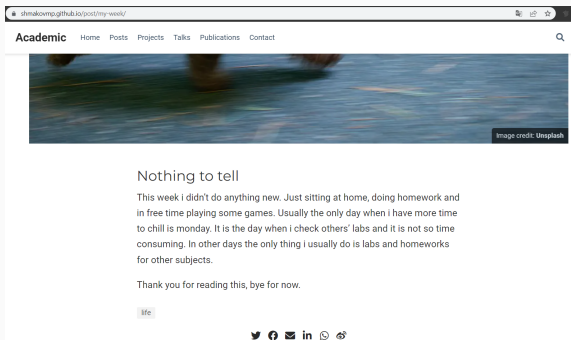 shmakovmp.github.io/post/my-week/
Academic Home Posts Projects Talks Publications Contact
Image credit: Unsplash
Nothing to tell
This week i didn't do anything new. Just sitting at home, doing homework and
in free time playing some games. Usually the only day when i have more time
to chill is monday. It is the day when i check others' labs and it is not so time
consuming. In other days the only thing i usually do is labs and homeworks
for other subjects.
Thank you for reading this, bye for now.
life